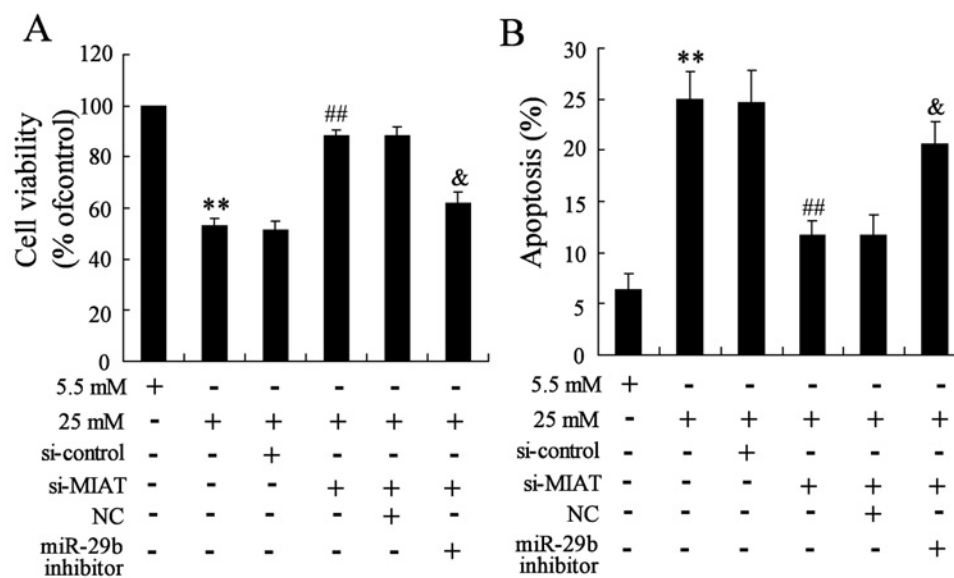 A
Cell viability
(% ofcontrol)
120
100
80
60
40
20
0
**
##
&
5.5 mM + - - - - -
25 mM - + + + + +
si-control - - + - - -
si-MIAT - - - + + +
NC - - - - + -
miR-29b - - - - - +
inhibitor
B
Apoptosis (%)
30
25
20
15
10
5
0
**
##
&
5.5 mM + - - - - -
25 mM - + + + + +
si-control - - + - - -
si-MIAT - - - + + +
NC - - - - + -
miR-29b - - - - - +
inhibitor